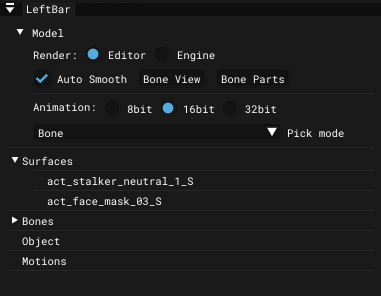 LeftBar
Model
Render: Editor Engine
Auto Smooth Bone View Bone Parts
Animation: 8bit 16bit 32bit
Bone Pick mode
Surfaces
act_stalker_neutral_1_S
act_face_mask_03_S
Bones
Object
Motions